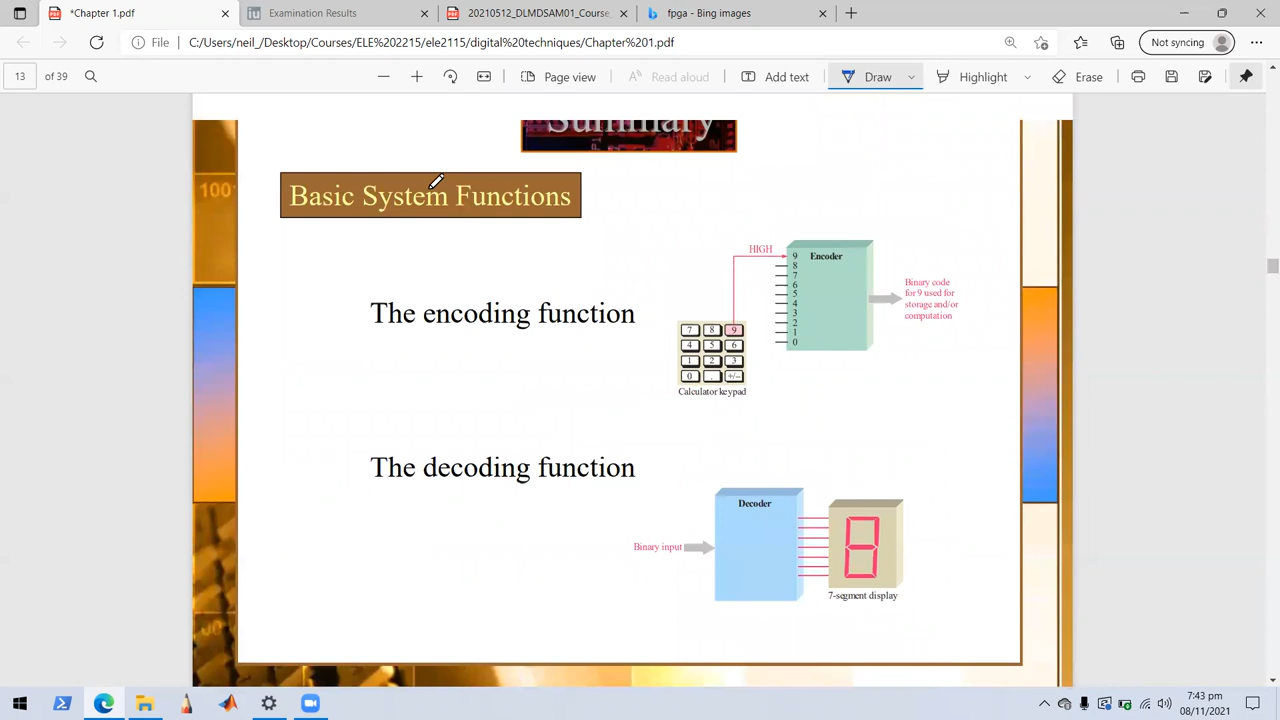 *Chapter 1.pdf
Examination Results
20210512_DLMDSAM01_Course_
fpga - Bing images
File
C:/Users/neil_/Desktop/Courses/ELE%202215/ele2115/digital%20techniques/Chapter%201.pdf
Not syncing
13 of 39
Page view
Read aloud
Add text
Draw
Highlight
Erase
Summary
100
Basic System Functions
HIGH
Encoder
9
8
7
6
5
4
3
2
1
0
Binary code
for 9 used for
storage and/or
computation
The encoding function
7 8 9
4 5 6
1 2 3
0 . +/–
Calculator keypad
The decoding function
Decoder
Binary input
7-segment display
7:43 pm
08/11/2021